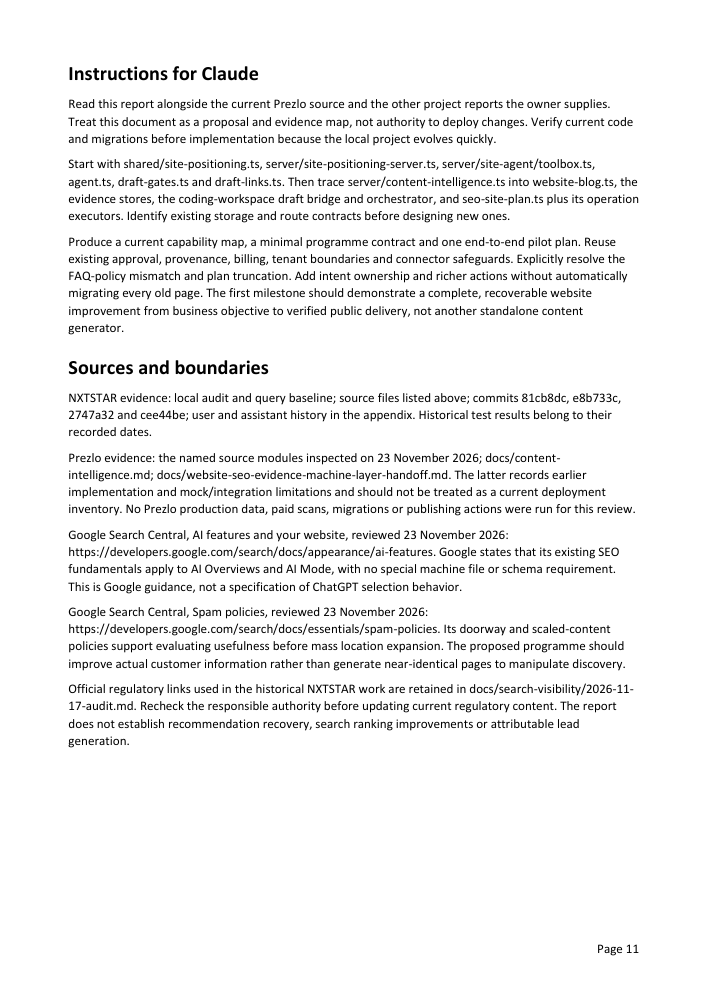 Instructions for Claude
Read this report alongside the current Prezlo source and the other project reports the owner supplies.
Treat this document as a proposal and evidence map, not authority to deploy changes. Verify current code
and migrations before implementation because the local project evolves quickly.
Start with shared/site-positioning.ts, server/site-positioning-server.ts, server/site-agent/toolbox.ts,
agent.ts, draft-gates.ts and draft-links.ts. Then trace server/content-intelligence.ts into website-blog.ts, the
evidence stores, the coding-workspace draft bridge and orchestrator, and seo-site-plan.ts plus its operation
executors. Identify existing storage and route contracts before designing new ones.
Produce a current capability map, a minimal programme contract and one end-to-end pilot plan. Reuse
existing approval, provenance, billing, tenant boundaries and connector safeguards. Explicitly resolve the
FAQ-policy mismatch and plan truncation. Add intent ownership and richer actions without automatically
migrating every old page. The first milestone should demonstrate a complete, recoverable website
improvement from business objective to verified public delivery, not another standalone content
generator.
Sources and boundaries
NXTSTAR evidence: local audit and query baseline; source files listed above; commits 81cb8dc, e8b733c,
2747a32 and cee44be; user and assistant history in the appendix. Historical test results belong to their
recorded dates.
Prezlo evidence: the named source modules inspected on 23 November 2026; docs/content-
intelligence.md; docs/website-seo-evidence-machine-layer-handoff.md. The latter records earlier
implementation and mock/integration limitations and should not be treated as a current deployment
inventory. No Prezlo production data, paid scans, migrations or publishing actions were run for this review.
Google Search Central, AI features and your website, reviewed 23 November 2026:
https://developers.google.com/search/docs/appearance/ai-features. Google states that its existing SEO
fundamentals apply to AI Overviews and AI Mode, with no special machine file or schema requirement.
This is Google guidance, not a specification of ChatGPT selection behavior.
Google Search Central, Spam policies, reviewed 23 November 2026:
https://developers.google.com/search/docs/essentials/spam-policies. Its doorway and scaled-content
policies support evaluating usefulness before mass location expansion. The proposed programme should
improve actual customer information rather than generate near-identical pages to manipulate discovery.
Official regulatory links used in the historical NXTSTAR work are retained in docs/search-visibility/2026-11-
17-audit.md. Recheck the responsible authority before updating current regulatory content. The report
does not establish recommendation recovery, search ranking improvements or attributable lead
generation.
Page 11